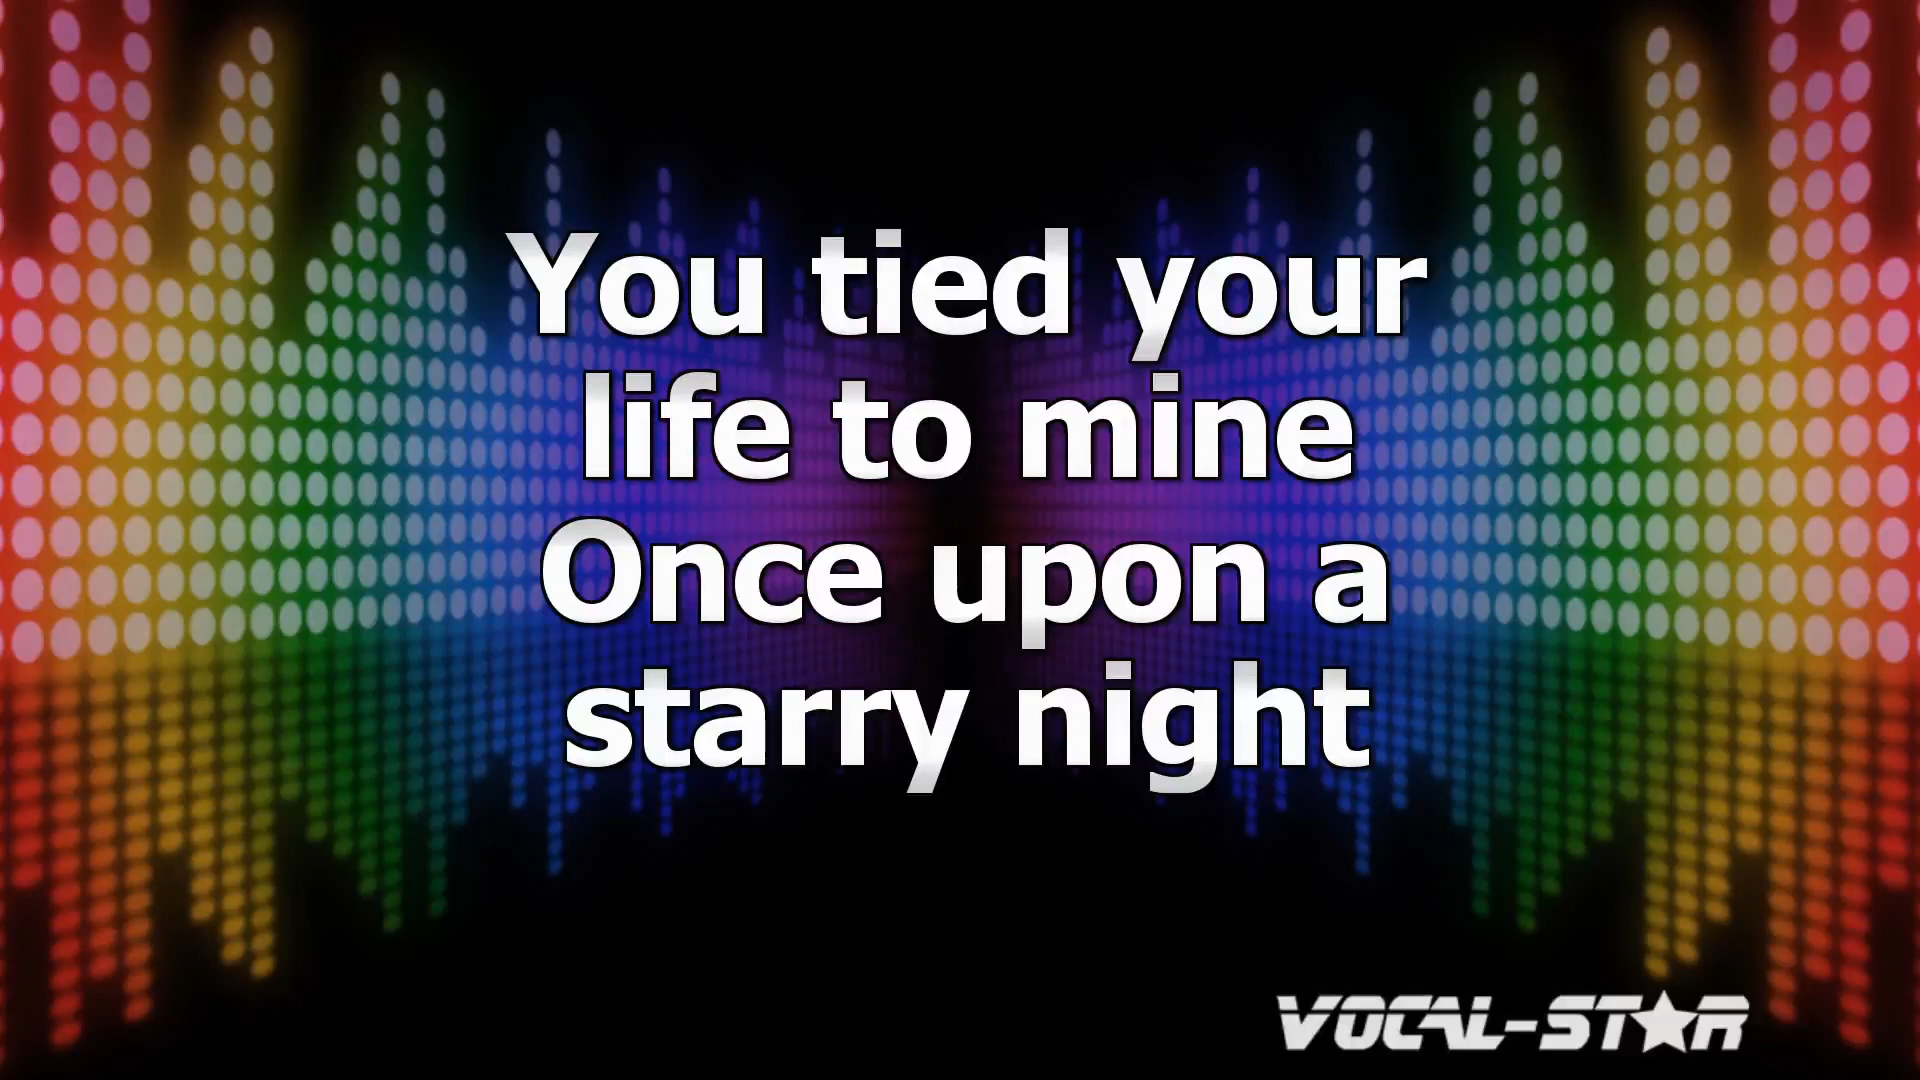 You tied your
life to mine
Once upon a
starry night
VOCAL-STAR